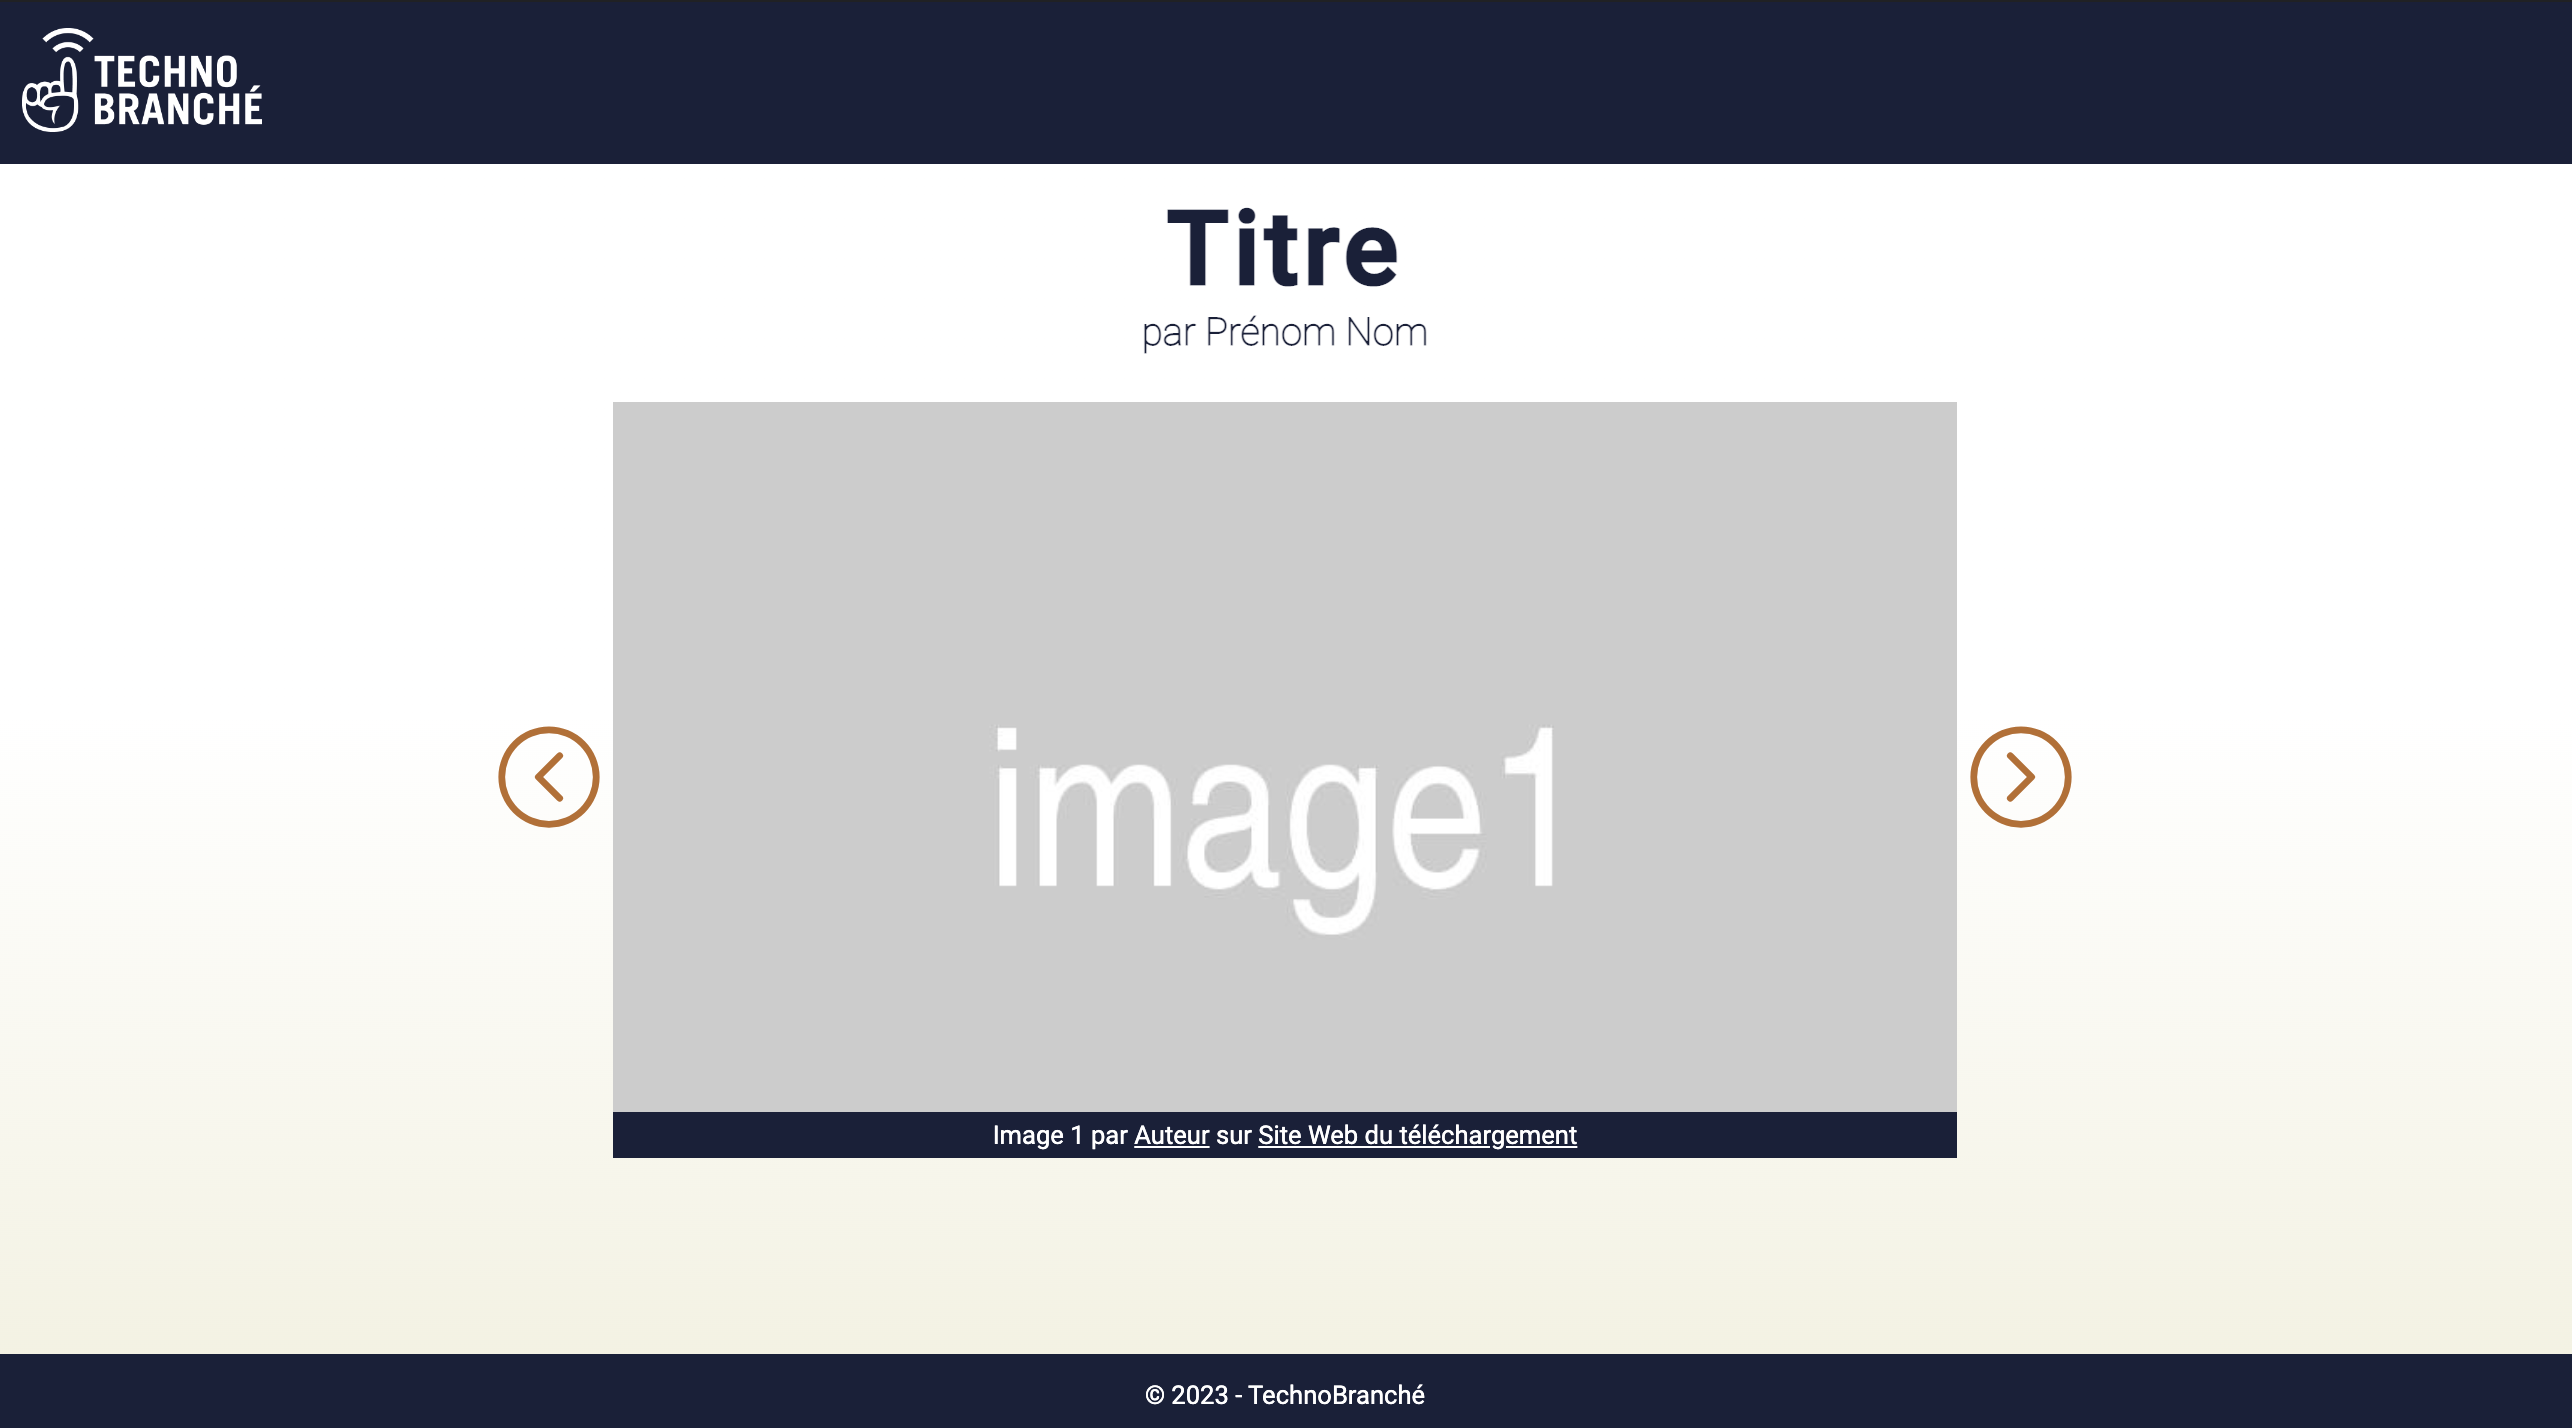 TECHNO
BRANCHÉ
Titre
par Prénom Nom
image1
Image 1 par Auteur sur Site Web du téléchargement
© 2023 - TechnoBranché